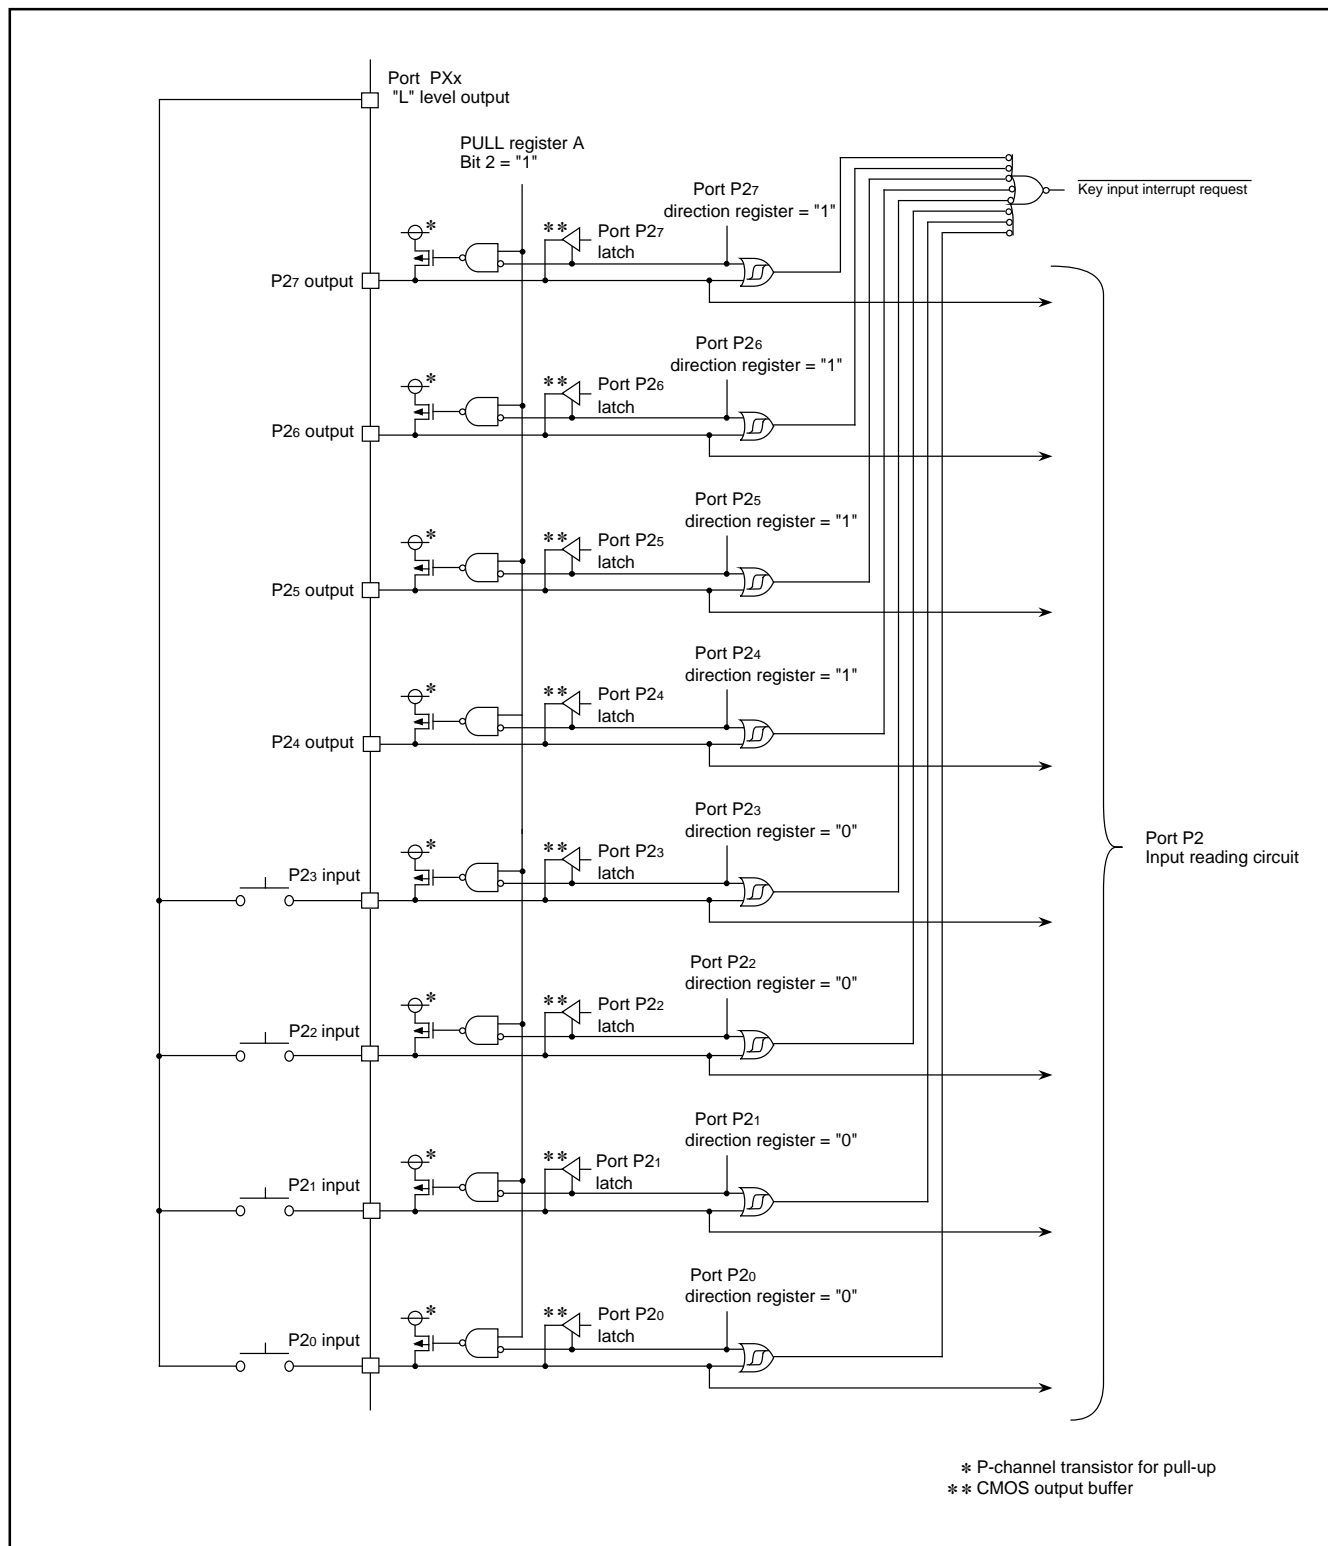 Port PXx
"L" level output
PULL register A
Bit 2 = "1"
Key input interrupt request
Port P27
direction register = "1"
*
**
Port P27
latch
P27 output
Port P26
direction register = "1"
*
**
Port P26
latch
P26 output
Port P25
direction register = "1"
*
**
Port P25
latch
P25 output
Port P24
direction register = "1"
*
**
Port P24
latch
P24 output
Port P23
direction register = "0"
*
**
Port P23
latch
P23 input
Port P2
Input reading circuit
Port P22
direction register = "0"
*
**
Port P22
latch
P22 input
Port P21
direction register = "0"
*
**
Port P21
latch
P21 input
Port P20
direction register = "0"
*
**
Port P20
latch
P20 input
* P-channel transistor for pull-up
** CMOS output buffer